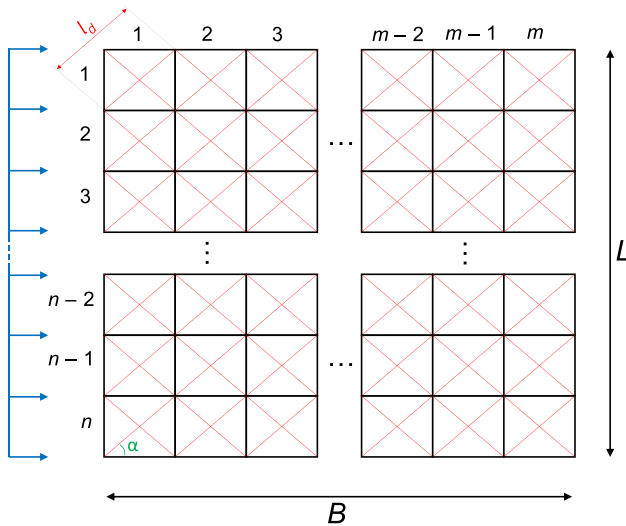 l_d
1 2 3 m – 2 m – 1 m
1
2
...
3
⋮ ⋮
L
n – 2
n – 1
...
n
α
B